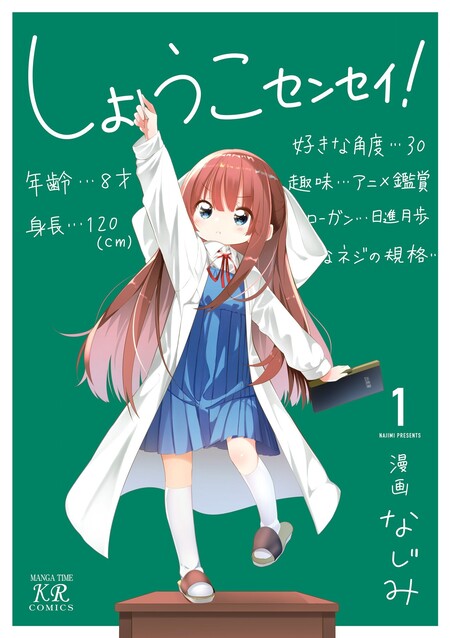 しょうこセンセイ!
年齢…8才
身長…120
(cm)
好きな角度…30
趣味…アニメ鑑賞
ローガン…日進月歩
なネジの規格…
1
NAJIMI PRESENTS
漫画 なじみ
MANGA TIME
KR
COMICS